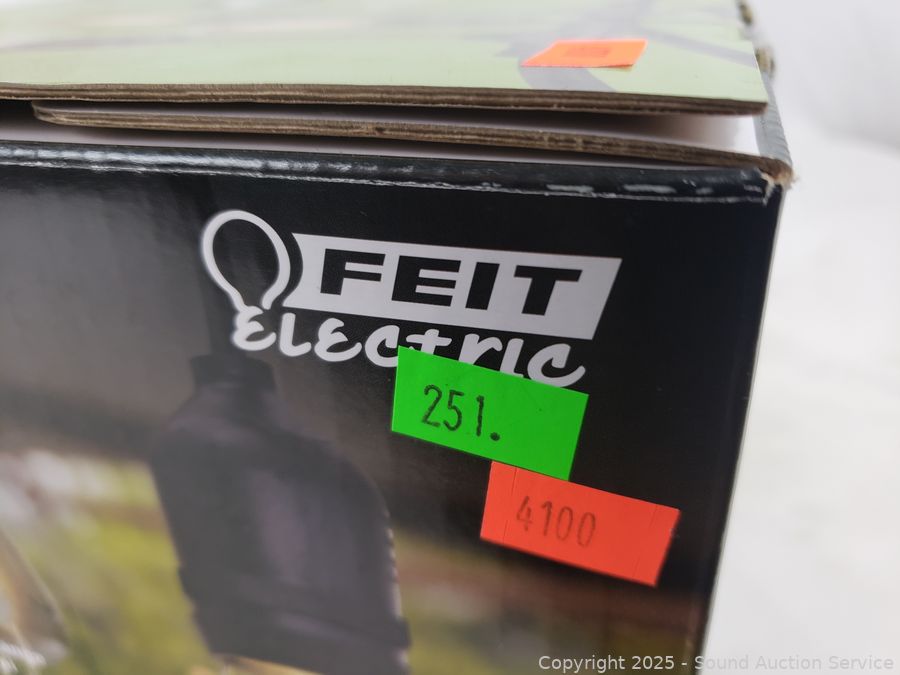 FEIT
ELECTRIC
251.
4100
Copyright © 2025 - Sound Auction Service